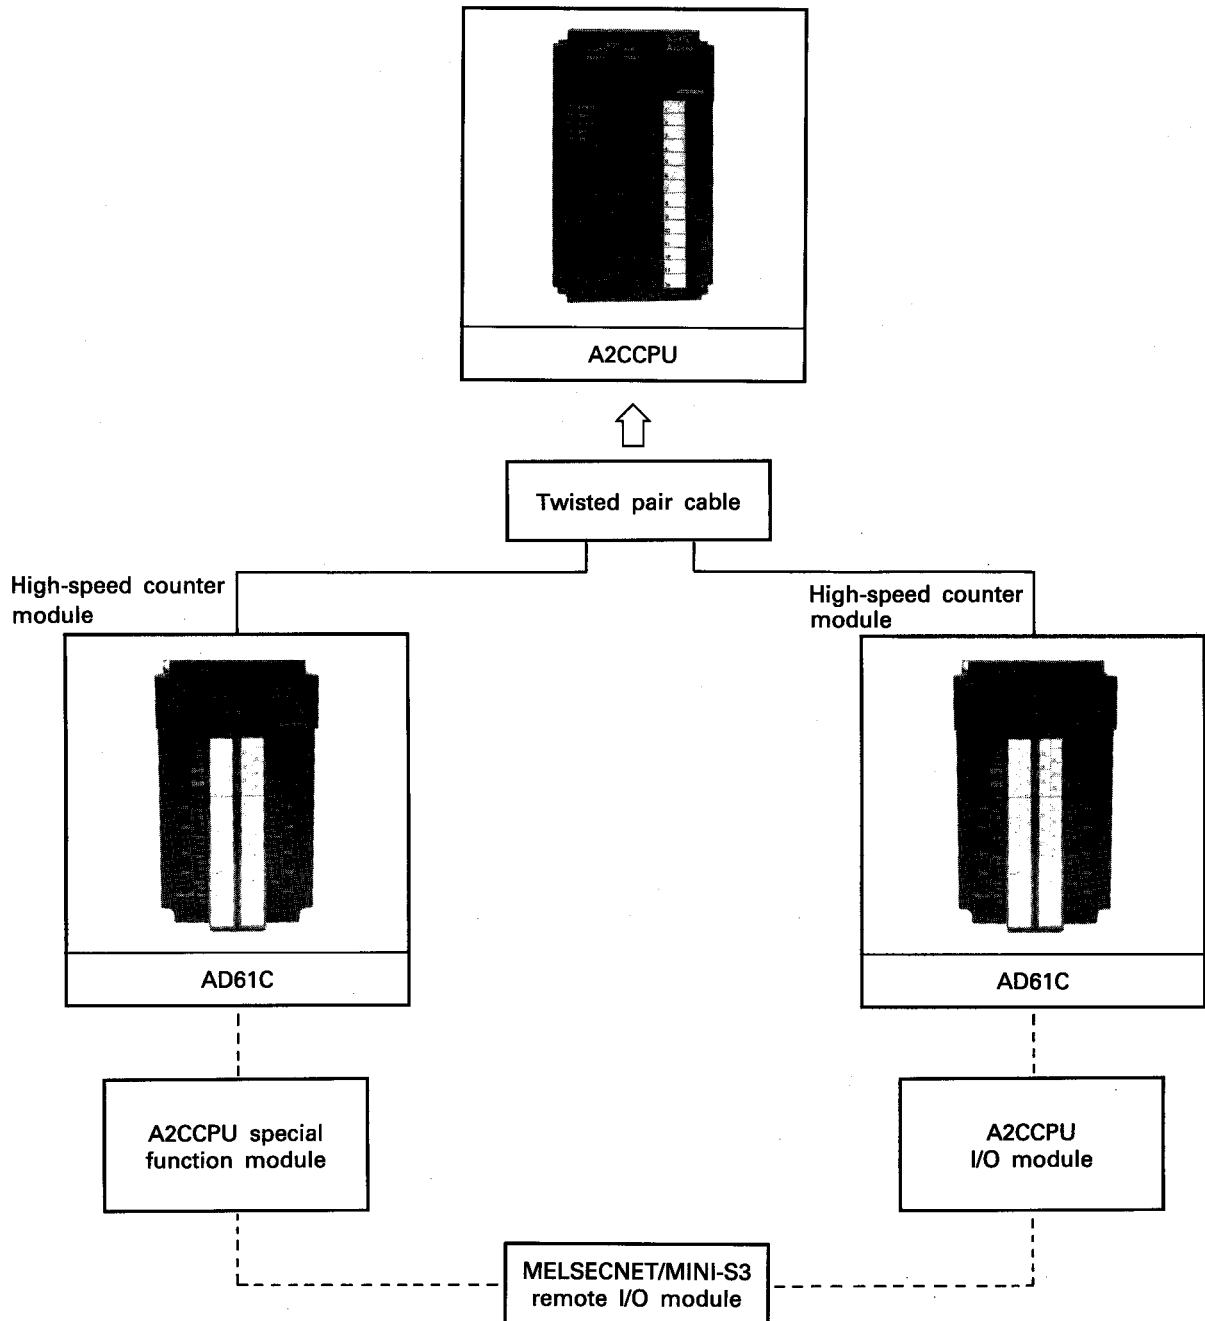 A2CCPU
Twisted pair cable
High-speed counter
module
High-speed counter
module
AD61C
AD61C
A2CCPU special
function module
A2CCPU
I/O module
MELSECNET/MINI-S3
remote I/O module